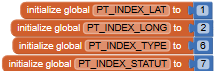 initialize global PT_INDEX_LAT to 1
initialize global PT_INDEX_LONG to 2
initialize global PT_INDEX_TYPE to 6
initialize global PT_INDEX_STATUT to 7